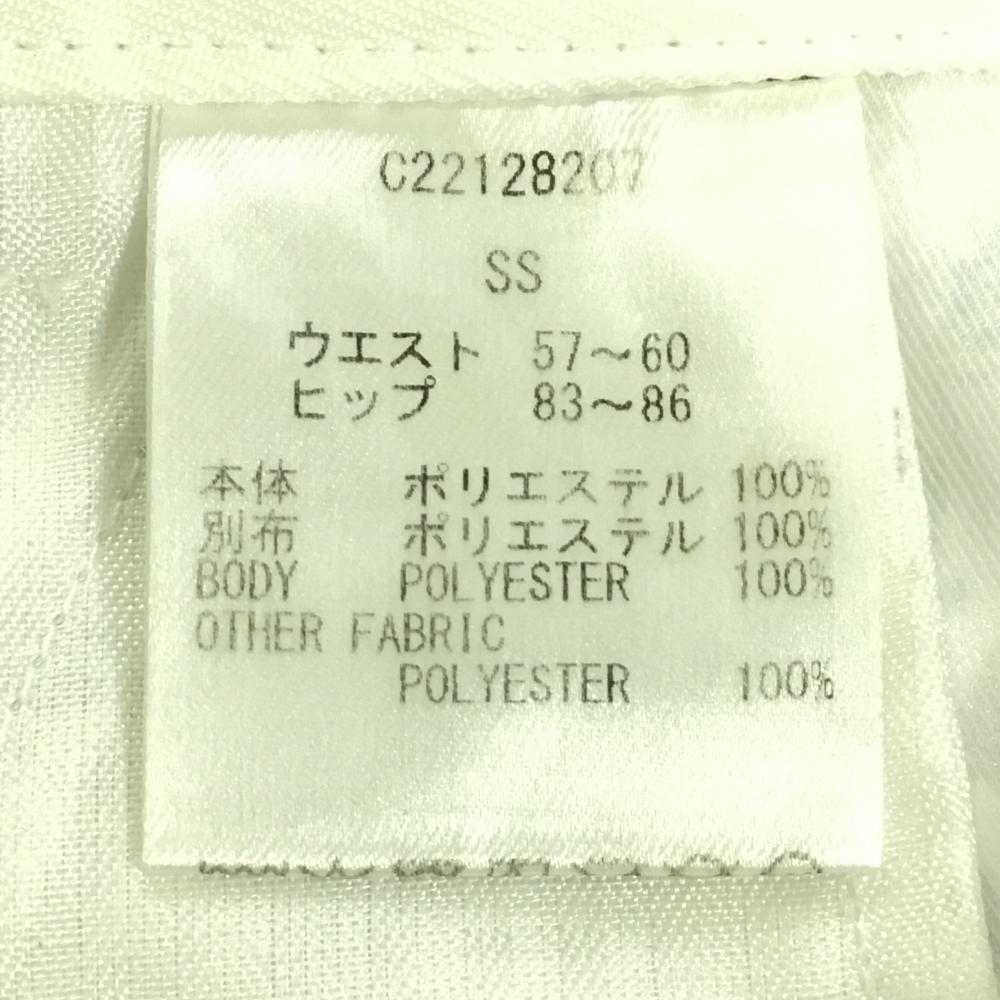 C22128207
SS
ウエスト 57～60
ヒップ 83～86
本体 ポリエステル 100%
別布 ポリエステル 100%
BODY POLYESTER 100%
OTHER FABRIC
POLYESTER 100%